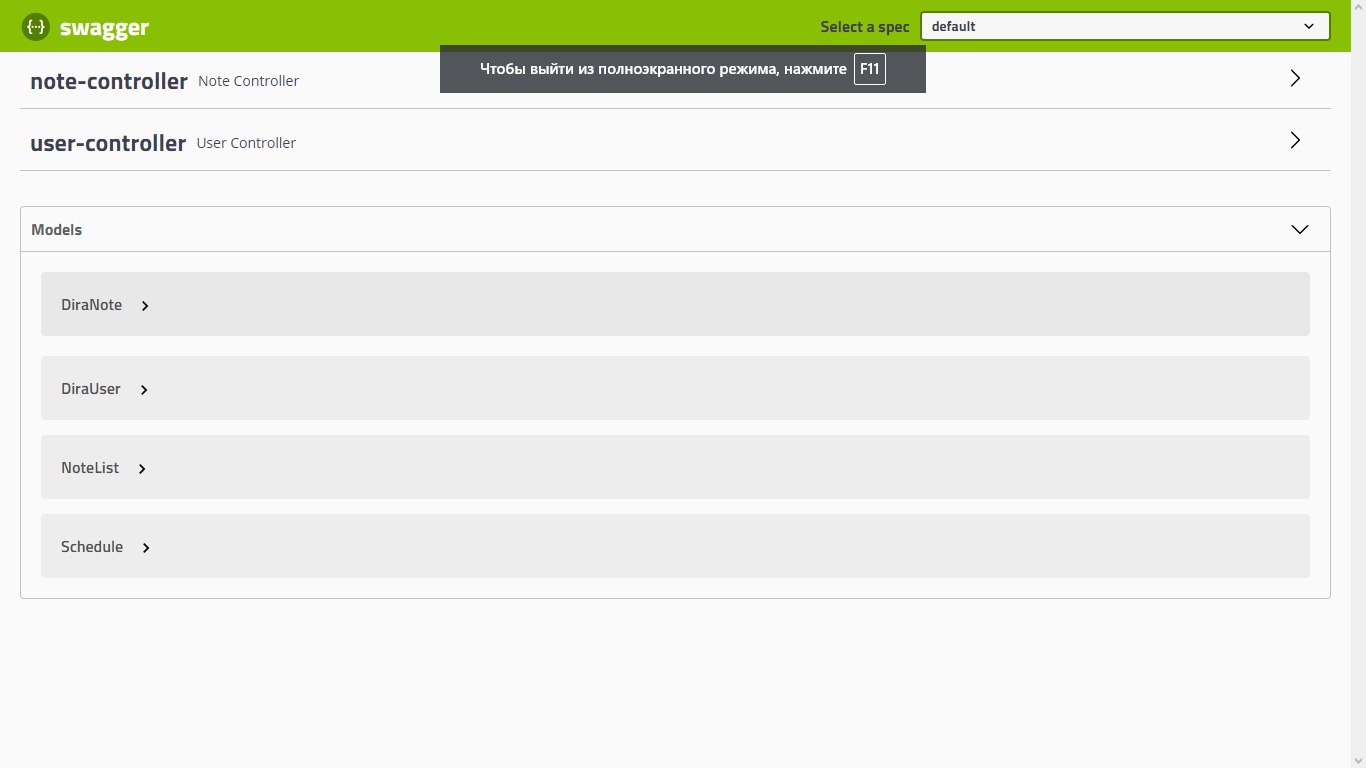 {···} swagger Select a spec default
Чтобы выйти из полноэкранного режима, нажмите F11
note-controller Note Controller
user-controller User Controller
Models
DiraNote
DiraUser
NoteList
Schedule